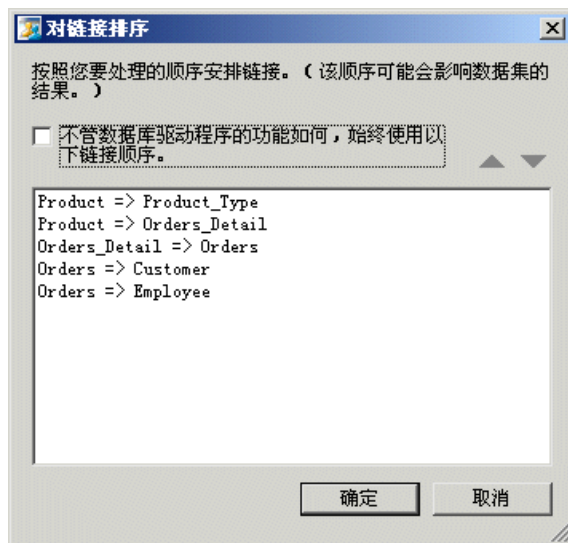 对链接排序
按照您要处理的顺序安排链接。(该顺序可能会影响数据集的
结果。)
不管数据库驱动程序的功能如何,始终使用以
下链接顺序。
Product => Product_Type
Product => Orders_Detail
Orders_Detail => Orders
Orders => Customer
Orders => Employee
确定
取消